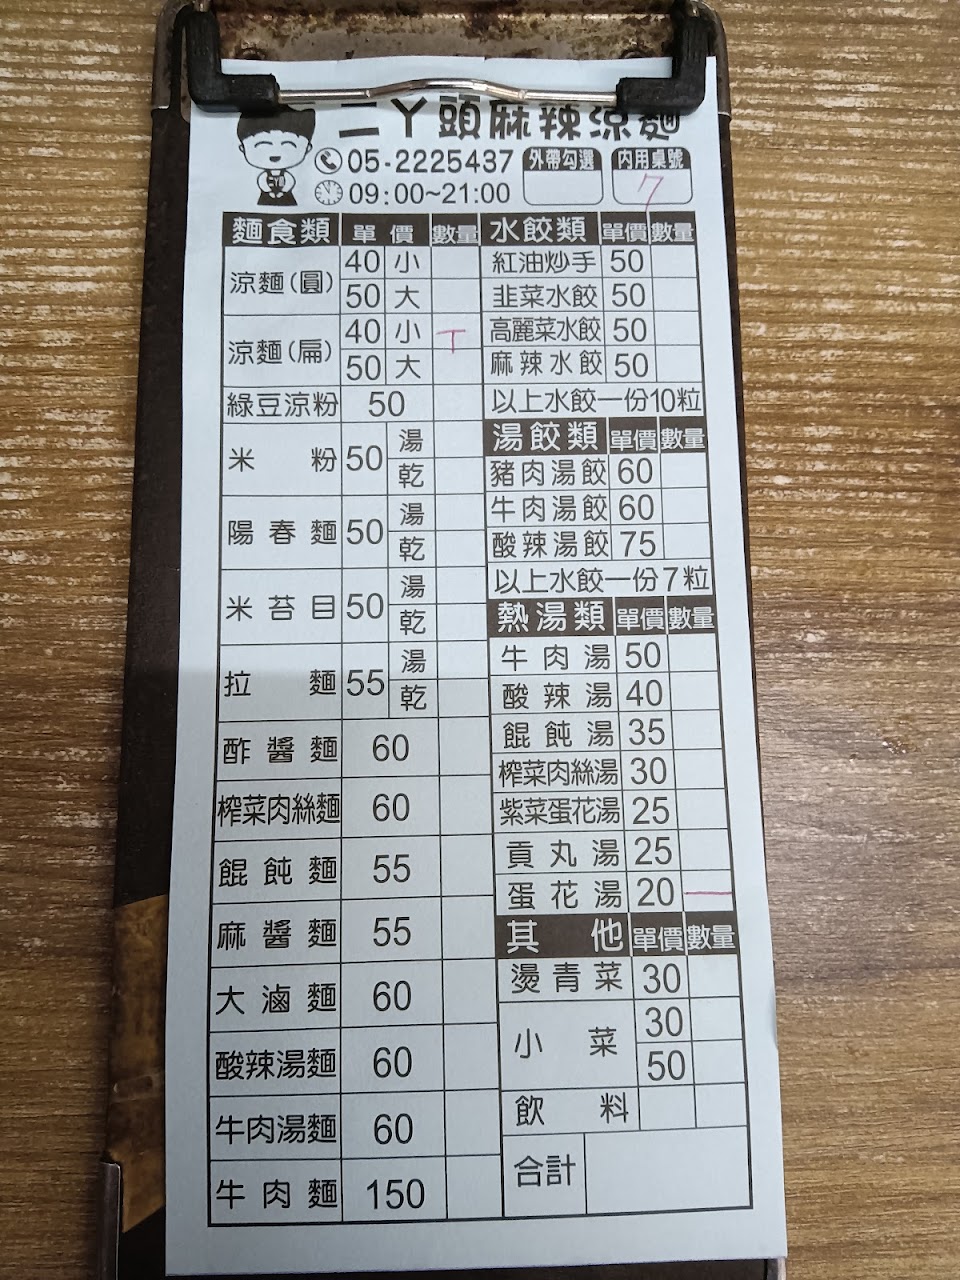 二丫頭麻辣涼麵
05-2225437
09:00~21:00
外帶勾選
內用桌號
7
麵食類 單價 數量
涼麵(圓) 40 小
50 大
涼麵(扁) 40 小 T
50 大
綠豆涼粉 50
米粉 50 湯
乾
陽春麵 50 湯
乾
米苔目 50 湯
乾
拉麵 55 湯
乾
酢醬麵 60
榨菜肉絲麵 60
餛飩麵 55
麻醬麵 55
大滷麵 60
酸辣湯麵 60
牛肉湯麵 60
牛肉麵 150
水餃類 單價 數量
紅油炒手 50
韭菜水餃 50
高麗菜水餃 50
麻辣水餃 50
以上水餃一份10粒
湯餃類 單價 數量
豬肉湯餃 60
牛肉湯餃 60
酸辣湯餃 75
以上水餃一份7粒
熱湯類 單價 數量
牛肉湯 50
酸辣湯 40
餛飩湯 35
榨菜肉絲湯 30
紫菜蛋花湯 25
貢丸湯 25
蛋花湯 20 一
其他 單價 數量
燙青菜 30
小菜 30
50
飲料
合計